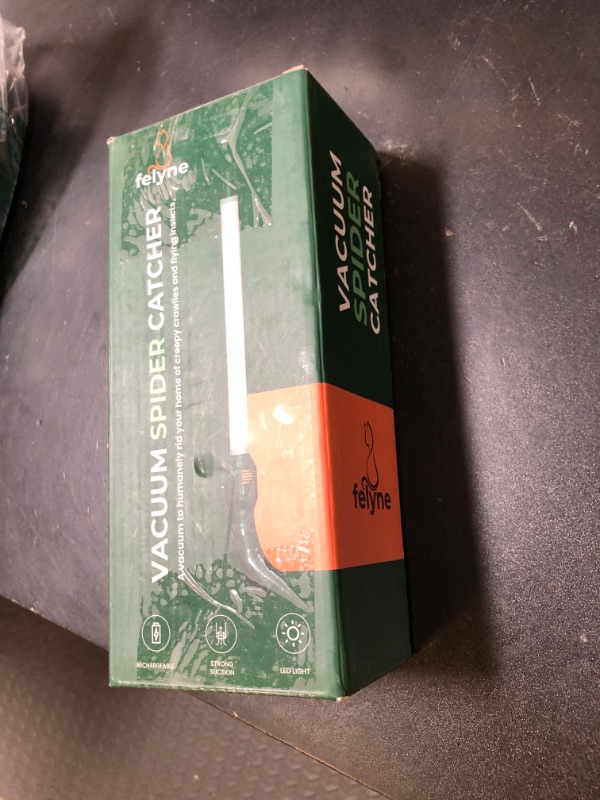 felyne
VACUUM SPIDER CATCHER
A vacuum to humanely rid your home of creepy crawlies and flying insects.
RECHARGEABLE
STRONG
SUCTION
LED LIGHT
VACUUM
SPIDER
CATCHER
felyne